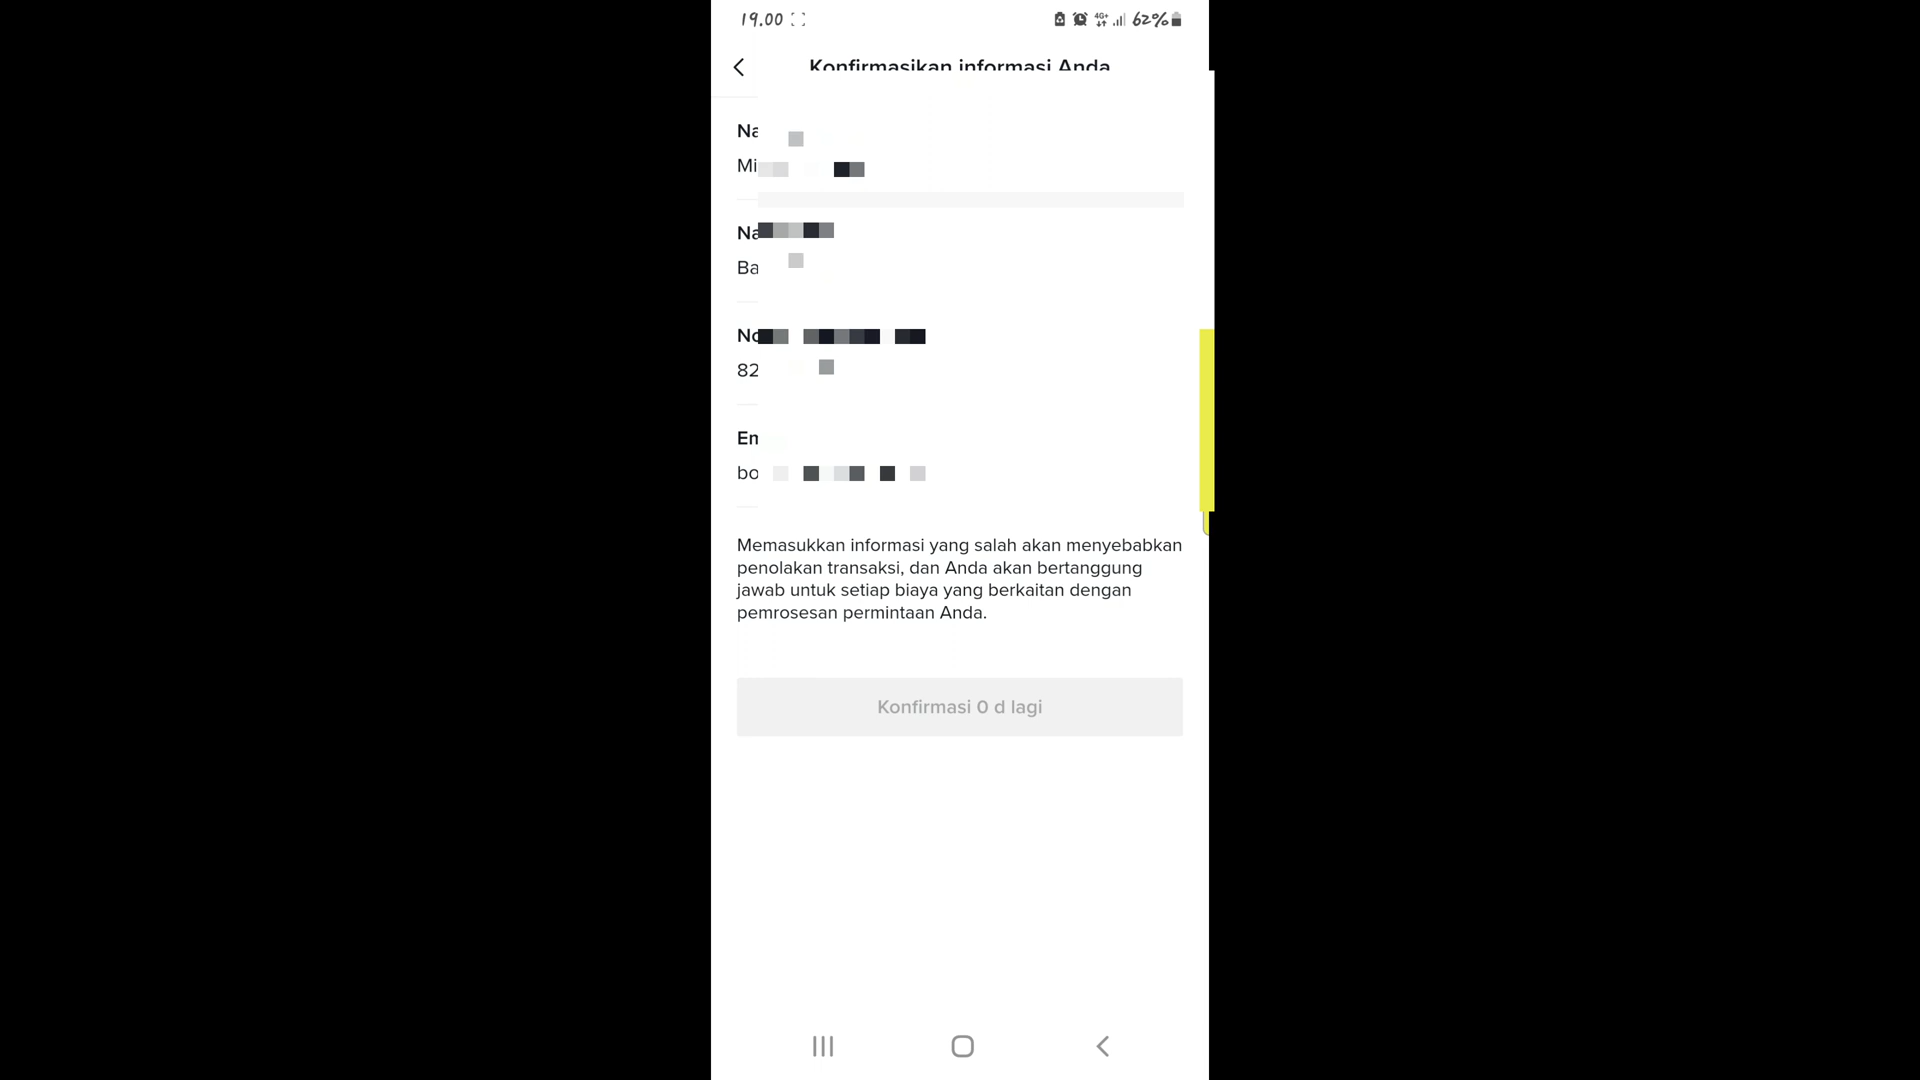 19.00
4G+ 62%
Konfirmasikan informasi Anda
Na
Mi
Na
Ba
No
82
Em
bo
Memasukkan informasi yang salah akan menyebabkan
penolakan transaksi, dan Anda akan bertanggung
jawab untuk setiap biaya yang berkaitan dengan
pemrosesan permintaan Anda.
Konfirmasi 0 d lagi